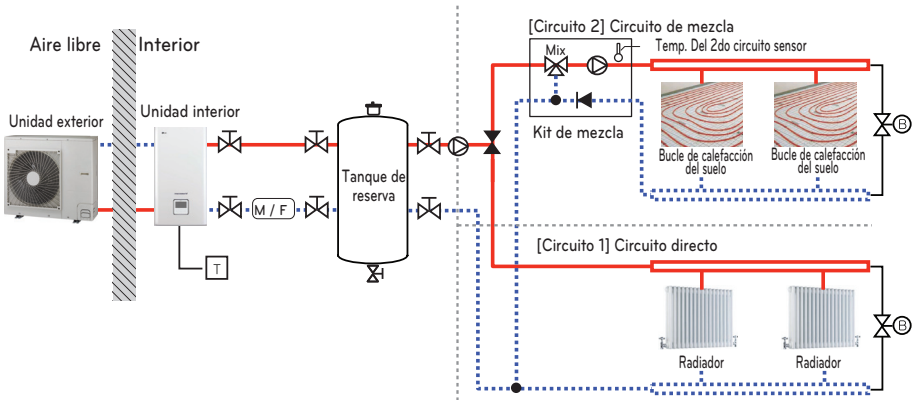 [Circuito 2] Circuito de mezcla
Aire libre
Interior
Mix
Temp. Del 2do circuito sensor
Unidad exterior
Unidad interior
Kit de mezcla
B
Bucle de calefacción
del suelo
Bucle de calefacción
del suelo
Tanque de
reserva
M / F
T
[Circuito 1] Circuito directo
B
Radiador
Radiador